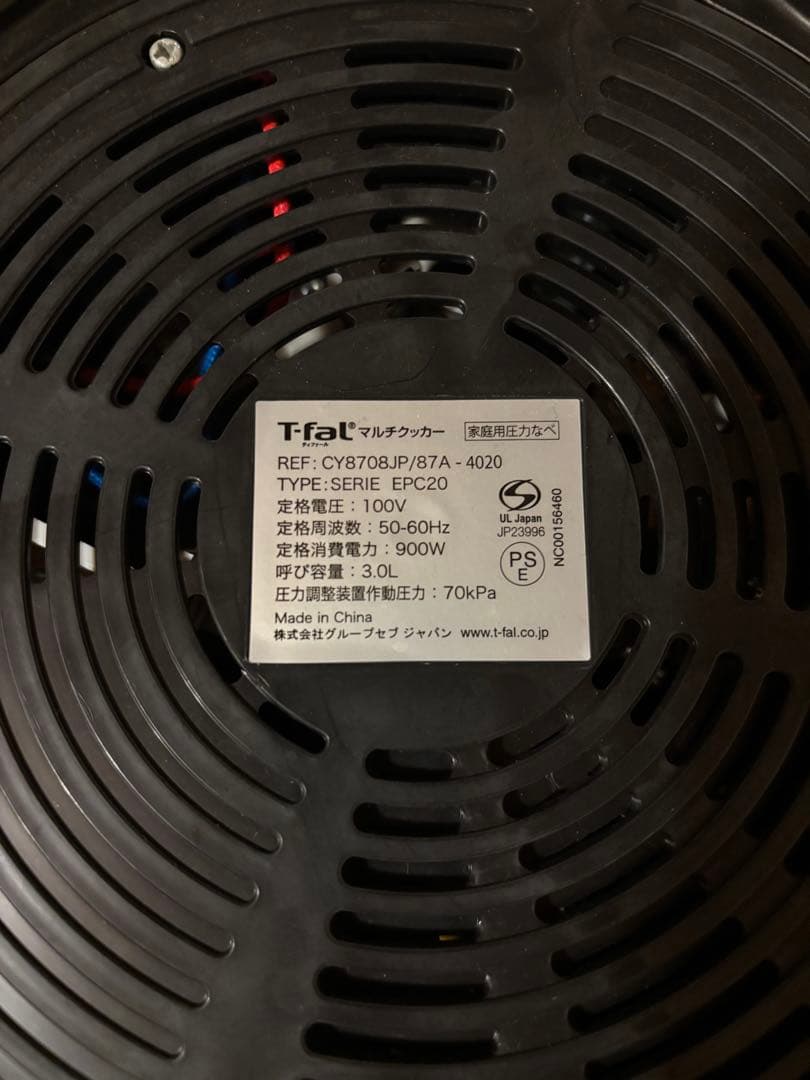 T-fal® マルチクッカー 家庭用圧力なべ
ティファール
REF: CY8708JP/87A - 4020
TYPE: SERIE EPC20
定格電圧：100V
定格周波数：50-60Hz
定格消費電力：900W
呼び容量：3.0L
圧力調整装置作動圧力：70kPa
Made in China
株式会社グループセブ ジャパン www.t-fal.co.jp
S
UL Japan
JP23996
PS
E
NC00156460